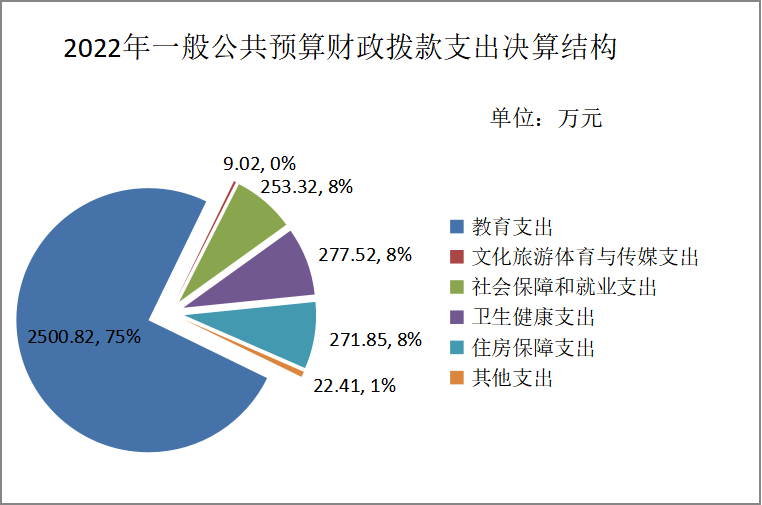 2022年一般公共预算财政拨款支出决算结构
单位：万元
9.02, 0%
253.32, 8%
277.52, 8%
271.85, 8%
22.41, 1%
2500.82, 75%
教育支出
文化旅游体育与传媒支出
社会保障和就业支出
卫生健康支出
住房保障支出
其他支出